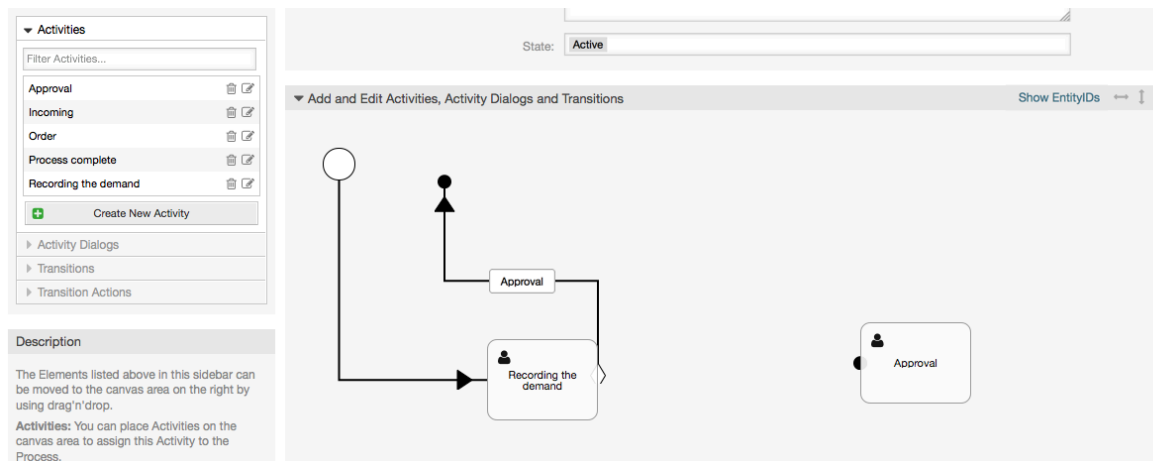 Activities
Filter Activities...
Approval
Incoming
Order
Process complete
Recording the demand
Create New Activity
Activity Dialogs
Transitions
Transition Actions
Description
The Elements listed above in this sidebar can
be moved to the canvas area on the right by
using drag'n'drop.
Activities: You can place Activities on the
canvas area to assign this Activity to the
Process.
State: Active
Add and Edit Activities, Activity Dialogs and Transitions
Show EntityIDs
Approval
Recording the
demand
Approval